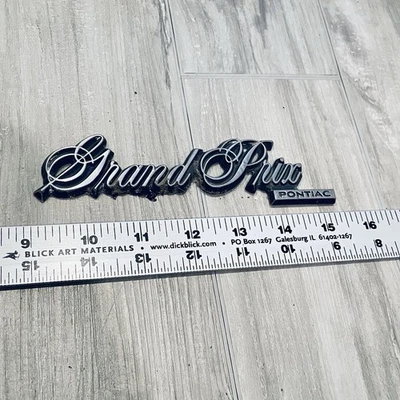 Grand Prix
PONTIAC
9 10 11 12 13 14 15 16
BLICK ART MATERIALS • www.dickblick.com • PO Box 1267 Galesburg IL 61402-1267
15 14 13 12 11 10 9 8